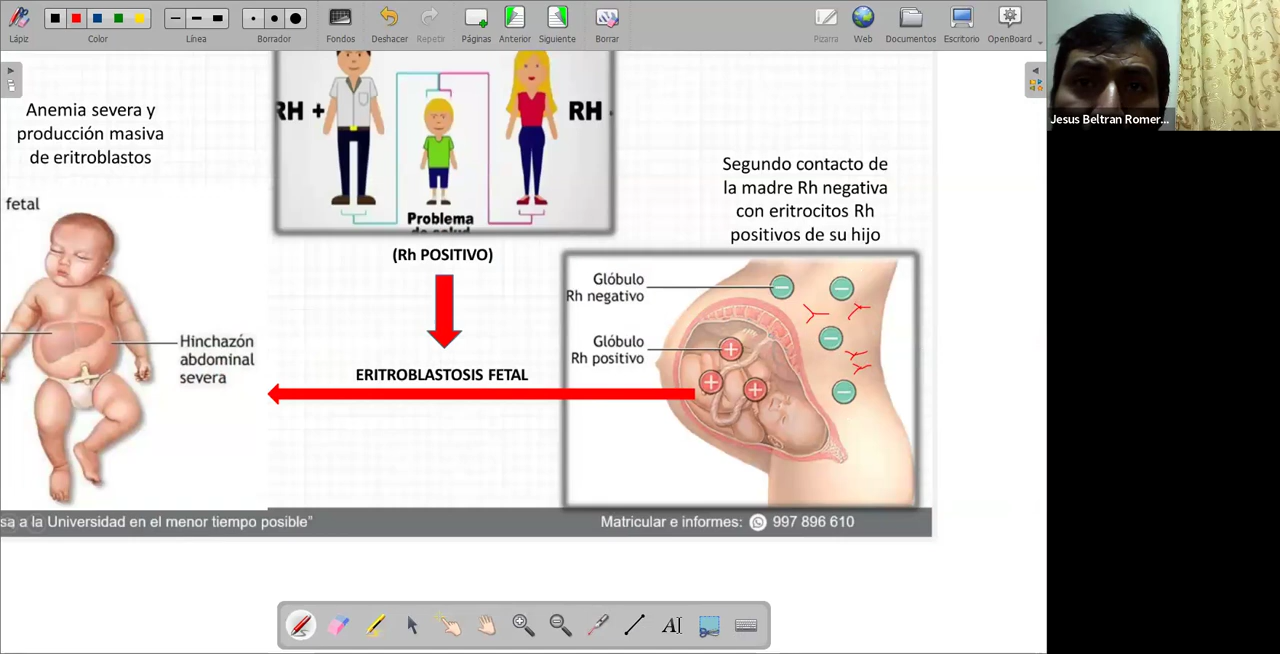 Lápiz
Color
Línea
Borrador
Fondos
Deshacer
Repetir
Páginas
Anterior
Siguiente
Borrar
Pizarra
Web
Documentos
Escritorio
OpenBoard
Jesus Beltran Romer...
Anemia severa y
producción masiva
de eritroblastos
fetal
Hinchazón
abdominal
severa
RH +
RH -
Problema
de salud
(Rh POSITIVO)
ERITROBLASTOSIS FETAL
Segundo contacto de
la madre Rh negativa
con eritrocitos Rh
positivos de su hijo
Glóbulo
Rh negativo
Glóbulo
Rh positivo
sa a la Universidad en el menor tiempo posible”
Matricular e informes: 997 896 610